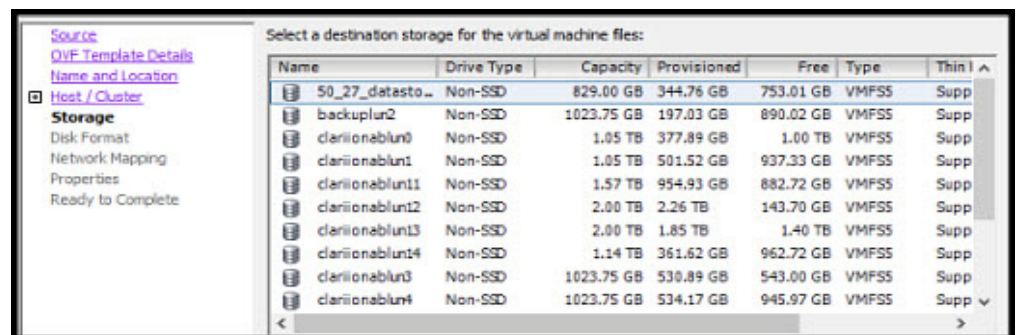 Source
OVF Template Details
Name and Location
Host / Cluster
Storage
Disk Format
Network Mapping
Properties
Ready to Complete
Select a destination storage for the virtual machine files:
Name Drive Type Capacity Provisioned Free Type Thin
50_27_datasto... Non-SSD 829.00 GB 344.76 GB 753.01 GB VMFS5 Supp
backuplun2 Non-SSD 1023.75 GB 197.03 GB 890.02 GB VMFS5 Supp
clariionablun0 Non-SSD 1.05 TB 377.89 GB 1.00 TB VMFS5 Supp
clariionablun1 Non-SSD 1.05 TB 501.52 GB 937.33 GB VMFS5 Supp
clariionablun11 Non-SSD 1.57 TB 954.93 GB 882.72 GB VMFS5 Supp
clariionablun12 Non-SSD 2.00 TB 2.26 TB 143.70 GB VMFS5 Supp
clariionablun13 Non-SSD 2.00 TB 1.85 TB 1.40 TB VMFS5 Supp
clariionablun14 Non-SSD 1.14 TB 361.62 GB 962.72 GB VMFS5 Supp
clariionablun3 Non-SSD 1023.75 GB 530.89 GB 543.00 GB VMFS5 Supp
clariionablun4 Non-SSD 1023.75 GB 534.17 GB 945.97 GB VMFS5 Supp